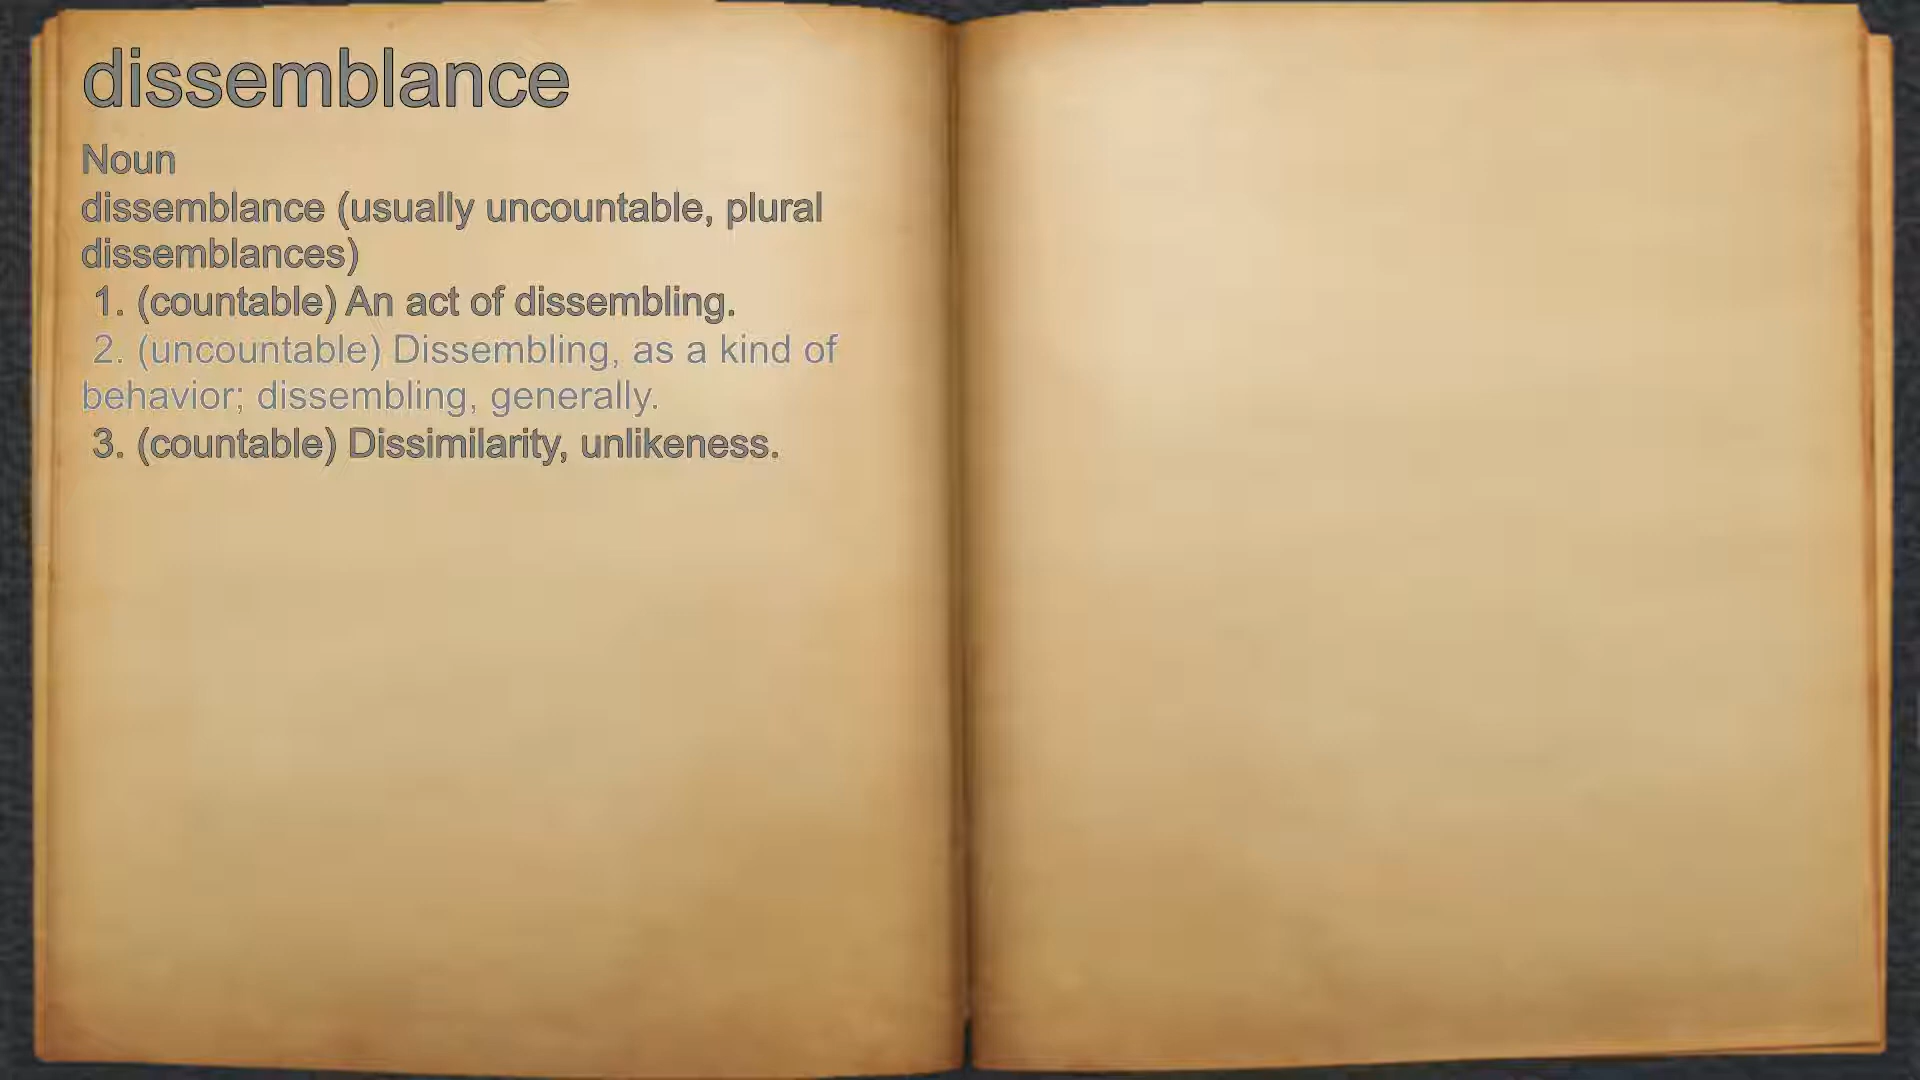 dissemblance
Noun
dissemblance (usually uncountable, plural
dissemblances)
1. (countable) An act of dissembling.
2. (uncountable) Dissembling, as a kind of
behavior; dissembling, generally.
3. (countable) Dissimilarity, unlikeness.